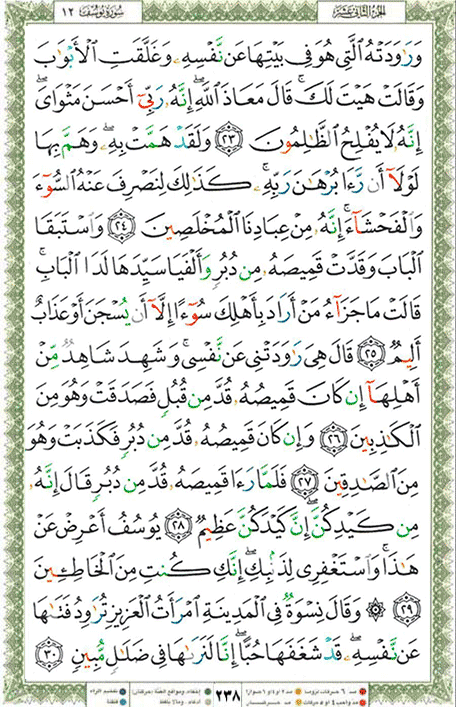 الجزء الثاني عشر
سورة يوسف ١٢
وَرَٰوَدَتْهُ ٱلَّتِى هُوَ فِى بَيْتِهَا عَن نَّفْسِهِۦ وَغَلَّقَتِ ٱلْأَبْوَٰبَ
وَقَالَتْ هَيْتَ لَكَ ۚ قَالَ مَعَاذَ ٱللَّهِ ۖ إِنَّهُۥ رَبِّىٓ أَحْسَنَ مَثْوَاىَ ۖ
إِنَّهُۥ لَا يُفْلِحُ ٱلظَّٰلِمُونَ ٢٣ وَلَقَدْ هَمَّتْ بِهِۦ ۖ وَهَمَّ بِهَا
لَوْلَآ أَن رَّءَا بُرْهَٰنَ رَبِّهِۦ ۚ كَذَٰلِكَ لِنَصْرِفَ عَنْهُ ٱلسُّوٓءَ
وَٱلْفَحْشَآءَ ۚ إِنَّهُۥ مِنْ عِبَادِنَا ٱلْمُخْلَصِينَ ٢٤ وَٱسْتَبَقَا
ٱلْبَابَ وَقَدَّتْ قَمِيصَهُۥ مِن دُبُرٍ وَأَلْفَيَا سَيِّدَهَا لَدَا ٱلْبَابِ ۚ
قَالَتْ مَا جَزَآءُ مَنْ أَرَادَ بِأَهْلِكَ سُوٓءًا إِلَّآ أَن يُسْجَنَ أَوْ عَذَابٌ
أَلِيمٌ ٢٥ قَالَ هِىَ رَٰوَدَتْنِى عَن نَّفْسِى ۚ وَشَهِدَ شَاهِدٌ مِّنْ
أَهْلِهَآ إِن كَانَ قَمِيصُهُۥ قُدَّ مِن قُبُلٍ فَصَدَقَتْ وَهُوَ مِنَ
ٱلْكَٰذِبِينَ ٢٦ وَإِن كَانَ قَمِيصُهُۥ قُدَّ مِن دُبُرٍ فَكَذَبَتْ وَهُوَ
مِنَ ٱلصَّٰدِقِينَ ٢٧ فَلَمَّا رَءَا قَمِيصَهُۥ قُدَّ مِن دُبُرٍ قَالَ إِنَّهُۥ
مِن كَيْدِكُنَّ ۖ إِنَّ كَيْدَكُنَّ عَظِيمٌ ٢٨ يُوسُفُ أَعْرِضْ عَنْ
هَٰذَا ۚ وَٱسْتَغْفِرِى لِذَنۢبِكِ ۖ إِنَّكِ كُنتِ مِنَ ٱلْخَاطِـِٔينَ
٢٩ ۞ وَقَالَ نِسْوَةٌ فِى ٱلْمَدِينَةِ ٱمْرَأَتُ ٱلْعَزِيزِ تُرَٰوِدُ فَتَىٰهَا
عَن نَّفْسِهِۦ ۖ قَدْ شَغَفَهَا حُبًّا ۖ إِنَّا لَنَرَىٰهَا فِى ضَلَٰلٍ مُّبِينٍ ٣٠
٢٣٨